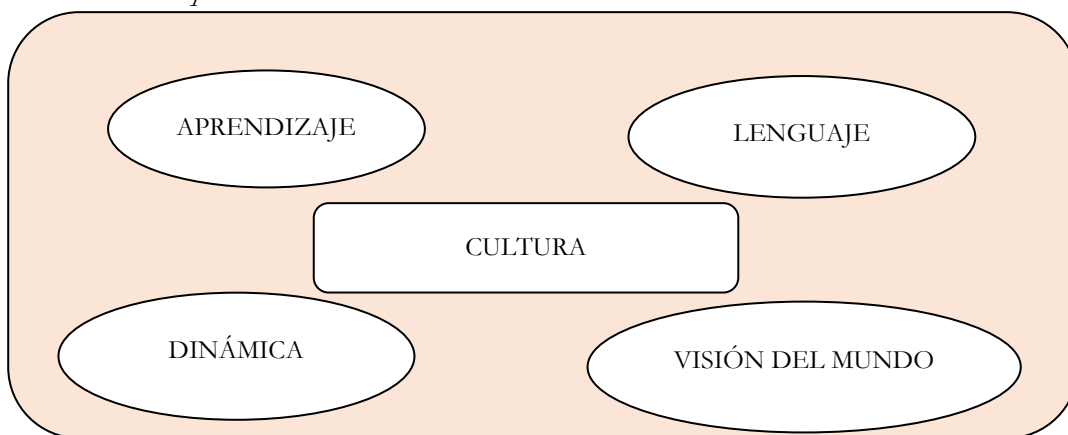 APRENDIZAJE
LENGUAJE
CULTURA
DINÁMICA
VISIÓN DEL MUNDO